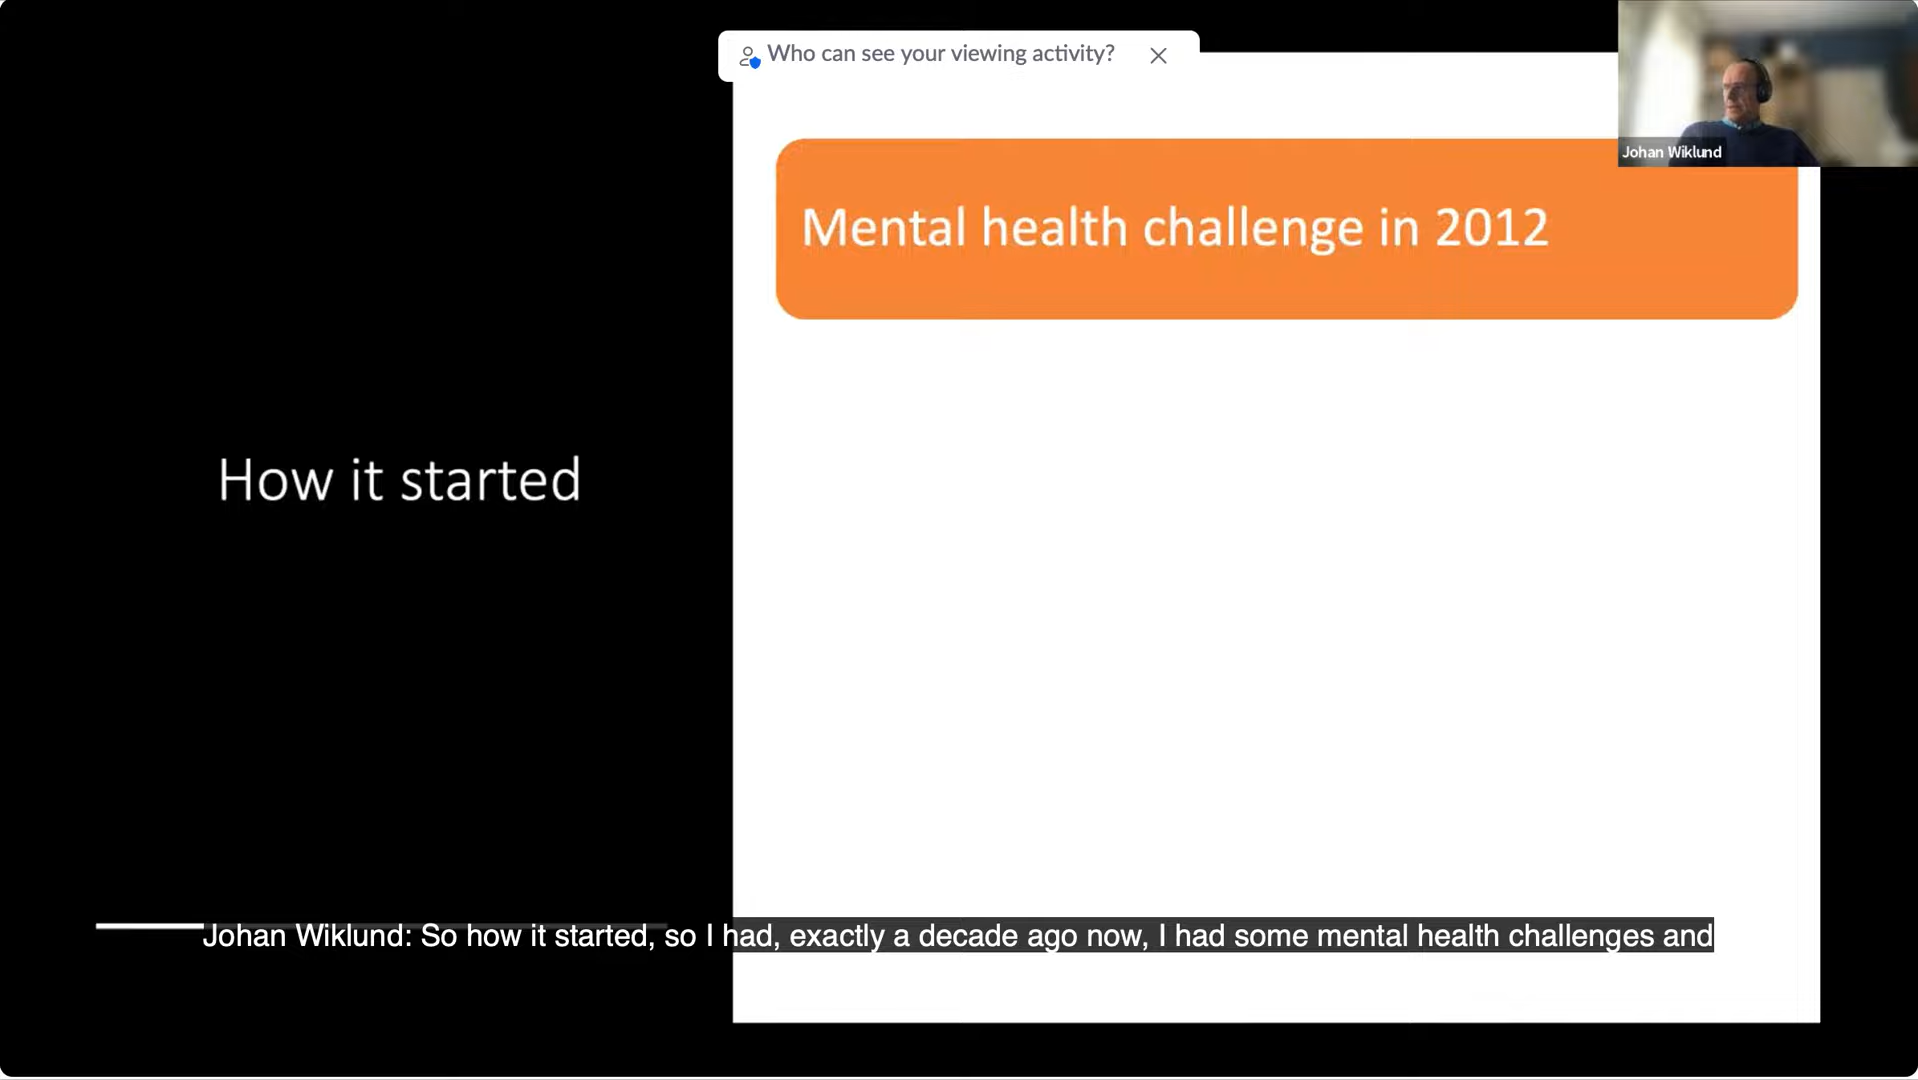 Who can see your viewing activity?
Johan Wiklund
Mental health challenge in 2012
How it started
Johan Wiklund: So how it started, so I had, exactly a decade ago now, I had some mental health challenges and